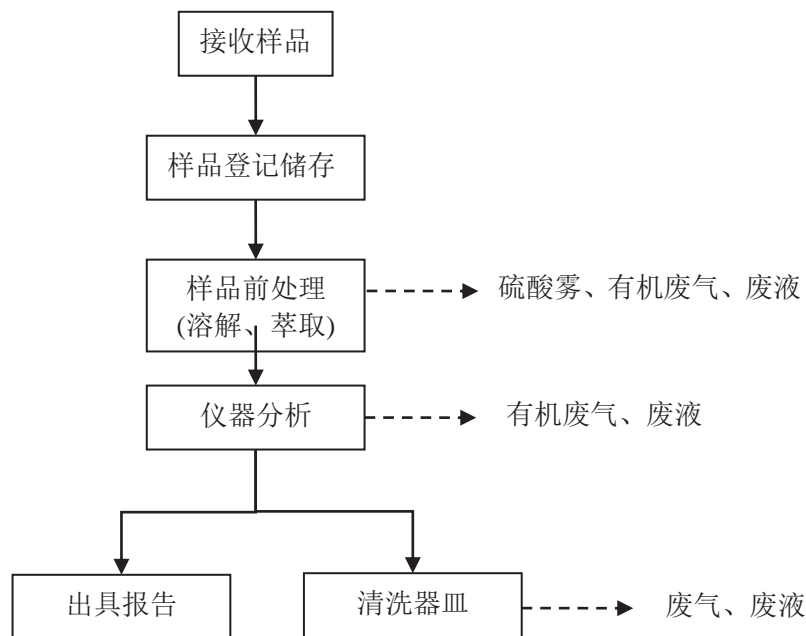 接收样品
样品登记储存
样品前处理
(溶解、萃取)
硫酸雾、有机废气、废液
仪器分析
有机废气、废液
出具报告
清洗器皿
废气、废液